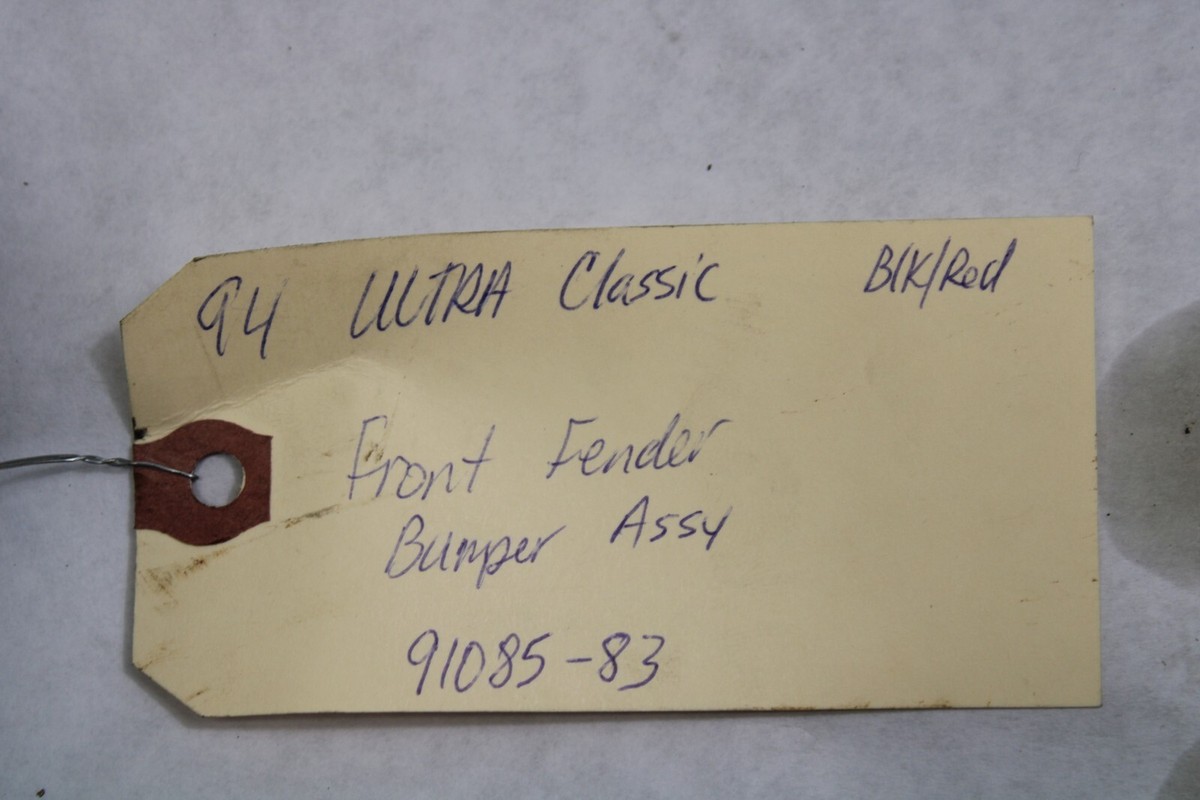 94 ULTRA Classic Blk/Red
Front Fender
Bumper Assy
91085-83